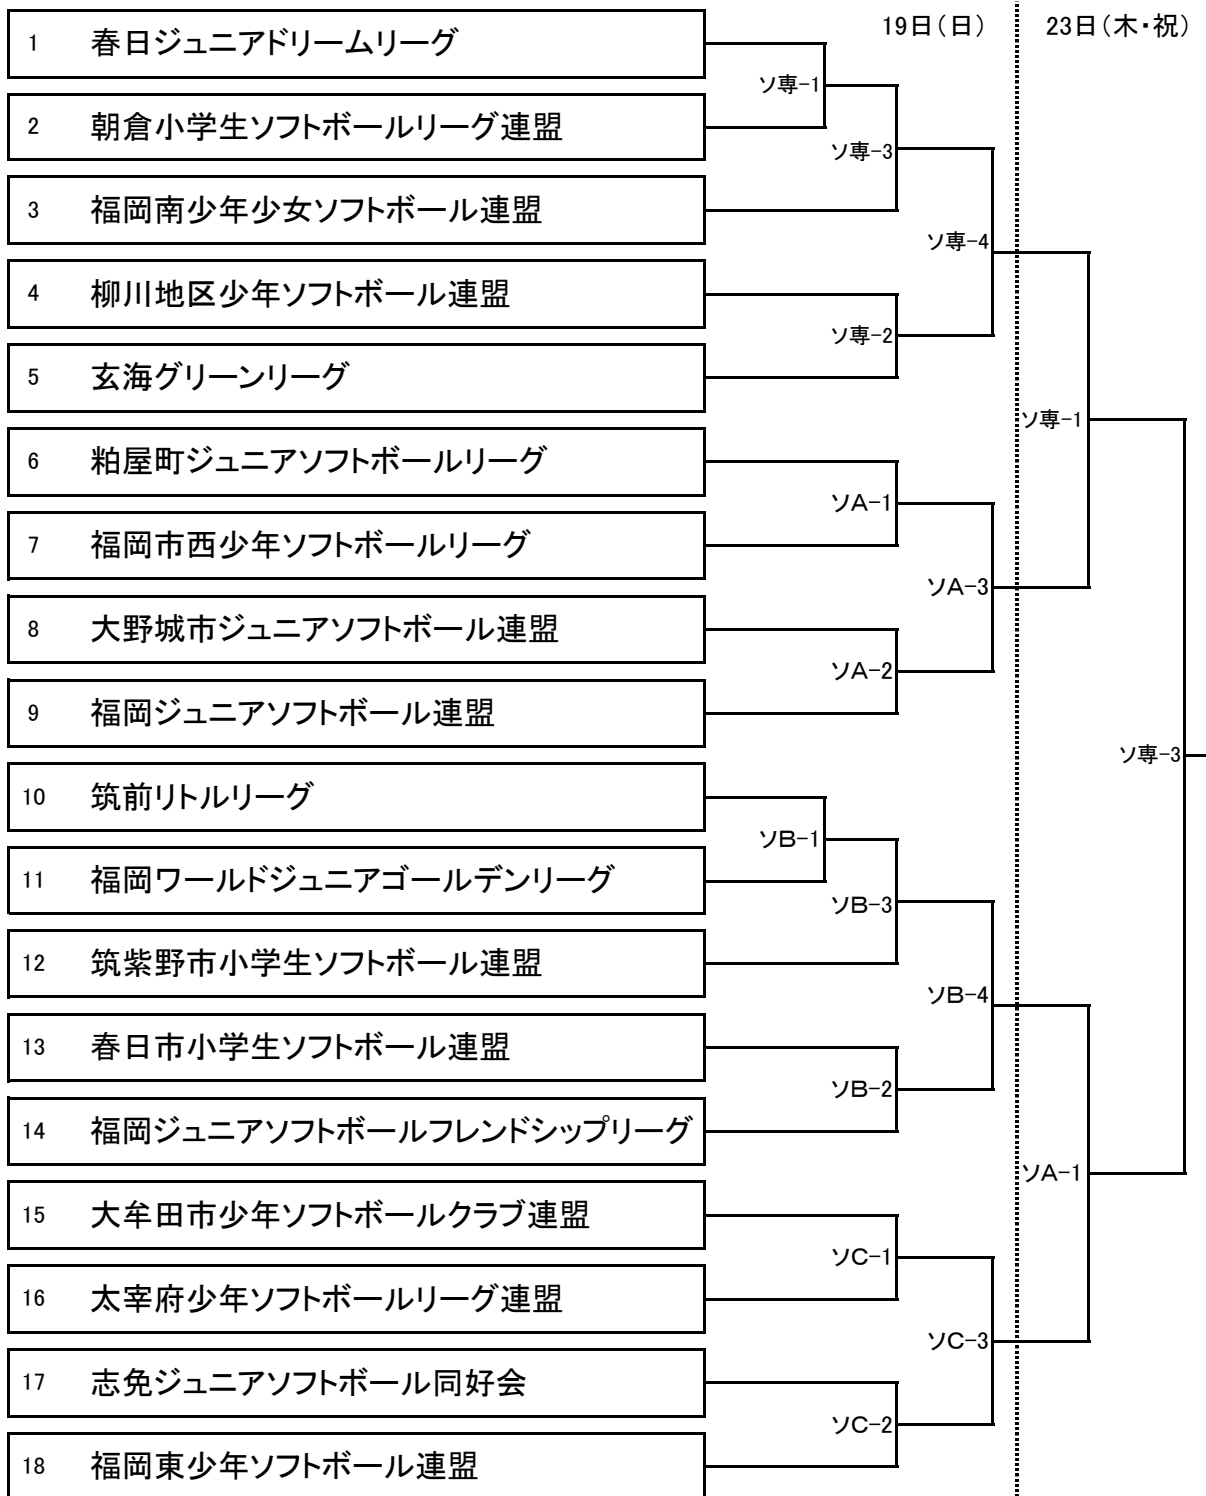 19日(日) 23日(木・祝)
1 春日ジュニアドリームリーグ
ソ専-1
2 朝倉小学生ソフトボールリーグ連盟
ソ専-3
3 福岡南少年少女ソフトボール連盟
ソ専-4
4 柳川地区少年ソフトボール連盟
ソ専-2
5 玄海グリーンリーグ
ソ専-1
6 粕屋町ジュニアソフトボールリーグ
ソA-1
7 福岡市西少年ソフトボールリーグ
ソA-3
8 大野城市ジュニアソフトボール連盟
ソA-2
9 福岡ジュニアソフトボール連盟
ソ専-3
10 筑前リトルリーグ
ソB-1
11 福岡ワールドジュニアゴールデンリーグ
ソB-3
12 筑紫野市小学生ソフトボール連盟
ソB-4
13 春日市小学生ソフトボール連盟
ソB-2
14 福岡ジュニアソフトボールフレンドシップリーグ
ソA-1
15 大牟田市少年ソフトボールクラブ連盟
ソC-1
16 太宰府少年ソフトボールリーグ連盟
ソC-3
17 志免ジュニアソフトボール同好会
ソC-2
18 福岡東少年ソフトボール連盟